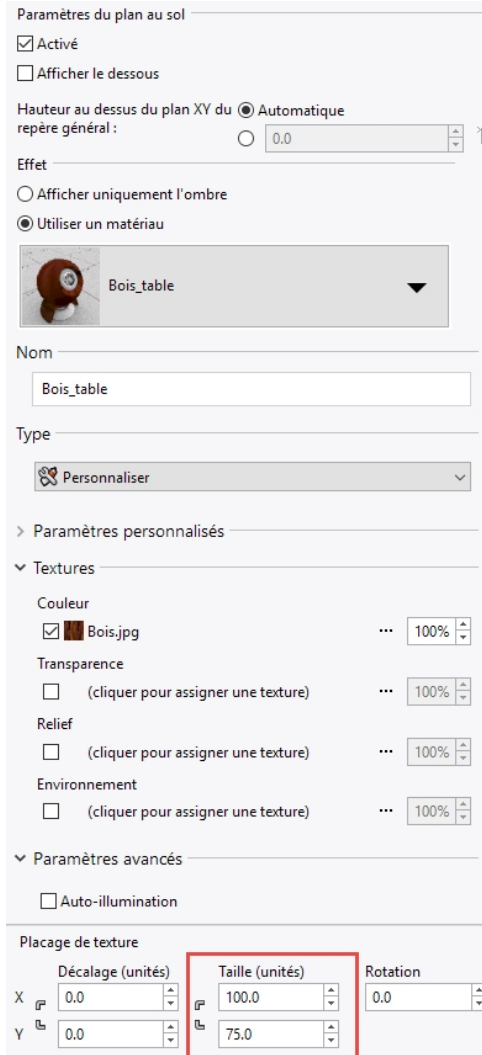 Paramètres du plan au sol
Activé
Afficher le dessous
Hauteur au dessus du plan XY du repère général :
Automatique
0.0
Effet
Afficher uniquement l'ombre
Utiliser un matériau
Bois_table
Nom
Bois_table
Type
Personnaliser
Paramètres personnalisés
Textures
Couleur
Bois.jpg ... 100%
Transparence
(cliquer pour assigner une texture) ... 100%
Relief
(cliquer pour assigner une texture) ... 100%
Environnement
(cliquer pour assigner une texture) ... 100%
Paramètres avancés
Auto-illumination
Placage de texture
Décalage (unités) Taille (unités) Rotation
X 0.0 100.0 0.0
Y 0.0 75.0